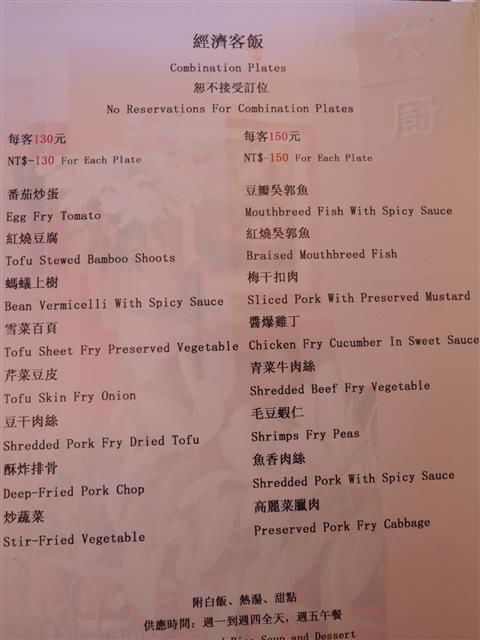 經濟客飯
Combination Plates
恕不接受訂位
No Reservations For Combination Plates
每客130元
NT$-130 For Each Plate
番茄炒蛋
Egg Fry Tomato
紅燒豆腐
Tofu Stewed Bamboo Shoots
螞蟻上樹
Bean Vermicelli With Spicy Sauce
雪菜百頁
Tofu Sheet Fry Preserved Vegetable
芹菜豆皮
Tofu Skin Fry Onion
豆干肉絲
Shredded Pork Fry Dried Tofu
酥炸排骨
Deep-Fried Pork Chop
炒蔬菜
Stir-Fried Vegetable
每客150元
NT$-150 For Each Plate
豆瓣吳郭魚
Mouthbreed Fish With Spicy Sauce
紅燒吳郭魚
Braised Mouthbreed Fish
梅干扣肉
Sliced Pork With Preserved Mustard
醬爆雞丁
Chicken Fry Cucumber In Sweet Sauce
青菜牛肉絲
Shredded Beef Fry Vegetable
毛豆蝦仁
Shrimps Fry Peas
魚香肉絲
Shredded Pork With Spicy Sauce
高麗菜臘肉
Preserved Pork Fry Cabbage
附白飯、熱湯、甜點
供應時間：週一到週四全天，週五午餐
Rice Soup and Dessert
六
廚